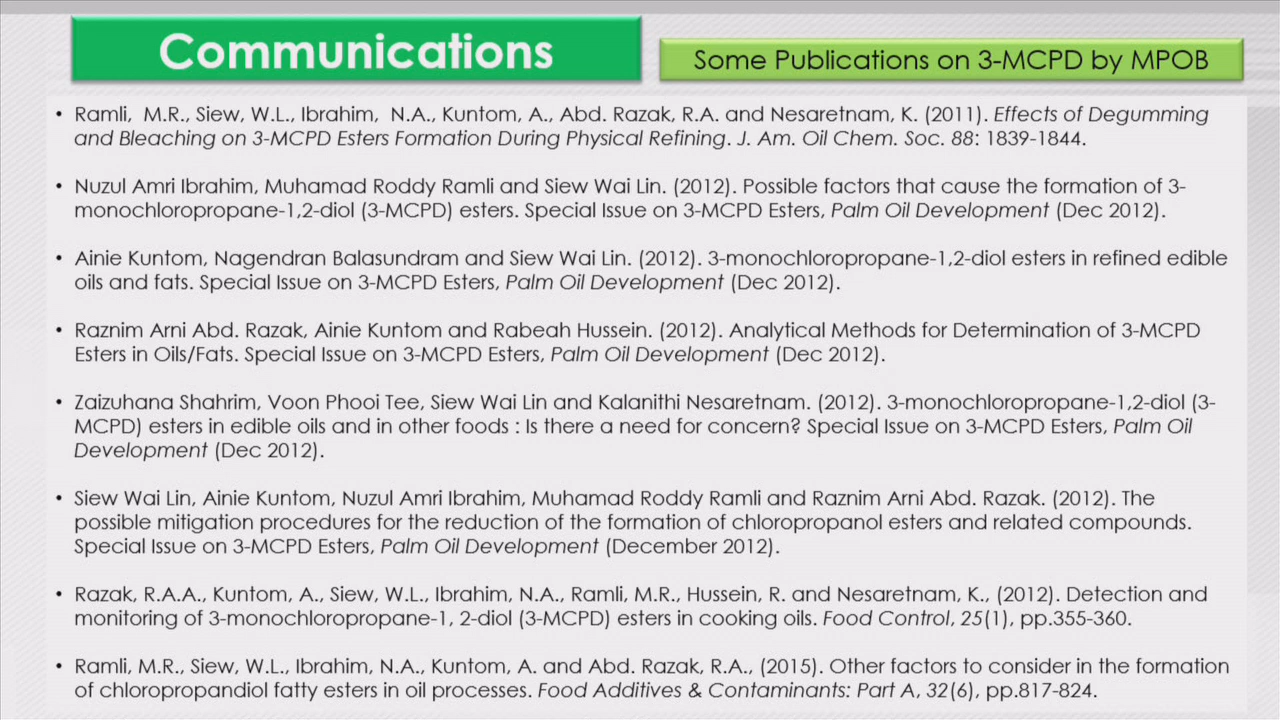 Communications
Some Publications on 3-MCPD by MPOB
• Ramli, M.R., Siew, W.L., Ibrahim, N.A., Kuntom, A., Abd. Razak, R.A. and Nesaretnam, K. (2011). Effects of Degumming
and Bleaching on 3-MCPD Esters Formation During Physical Refining. J. Am. Oil Chem. Soc. 88: 1839-1844.
• Nuzul Amri Ibrahim, Muhamad Roddy Ramli and Siew Wai Lin. (2012). Possible factors that cause the formation of 3-
monochloropropane-1,2-diol (3-MCPD) esters. Special Issue on 3-MCPD Esters, Palm Oil Development (Dec 2012).
• Ainie Kuntom, Nagendran Balasundram and Siew Wai Lin. (2012). 3-monochloropropane-1,2-diol esters in refined edible
oils and fats. Special Issue on 3-MCPD Esters, Palm Oil Development (Dec 2012).
• Raznim Arni Abd. Razak, Ainie Kuntom and Rabeah Hussein. (2012). Analytical Methods for Determination of 3-MCPD
Esters in Oils/Fats. Special Issue on 3-MCPD Esters, Palm Oil Development (Dec 2012).
• Zaizuhana Shahrim, Voon Phooi Tee, Siew Wai Lin and Kalanithi Nesaretnam. (2012). 3-monochloropropane-1,2-diol (3-
MCPD) esters in edible oils and in other foods : Is there a need for concern? Special Issue on 3-MCPD Esters, Palm Oil
Development (Dec 2012).
• Siew Wai Lin, Ainie Kuntom, Nuzul Amri Ibrahim, Muhamad Roddy Ramli and Raznim Arni Abd. Razak. (2012). The
possible mitigation procedures for the reduction of the formation of chloropropanol esters and related compounds.
Special Issue on 3-MCPD Esters, Palm Oil Development (December 2012).
• Razak, R.A.A., Kuntom, A., Siew, W.L., Ibrahim, N.A., Ramli, M.R., Hussein, R. and Nesaretnam, K., (2012). Detection and
monitoring of 3-monochloropropane-1, 2-diol (3-MCPD) esters in cooking oils. Food Control, 25(1), pp.355-360.
• Ramli, M.R., Siew, W.L., Ibrahim, N.A., Kuntom, A. and Abd. Razak, R.A., (2015). Other factors to consider in the formation
of chloropropandiol fatty esters in oil processes. Food Additives & Contaminants: Part A, 32(6), pp.817-824.